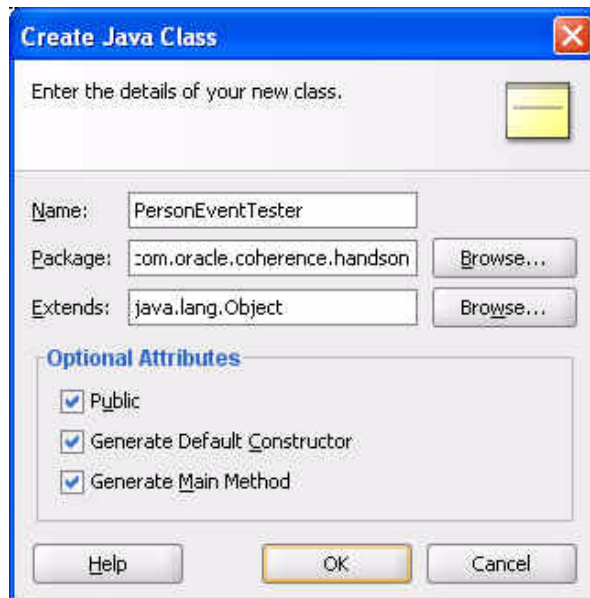 Create Java Class
Enter the details of your new class.
Name: PersonEventTester
Package: com.oracle.coherence.handson Browse...
Extends: java.lang.Object Browse...
Optional Attributes
Public
Generate Default Constructor
Generate Main Method
Help OK Cancel